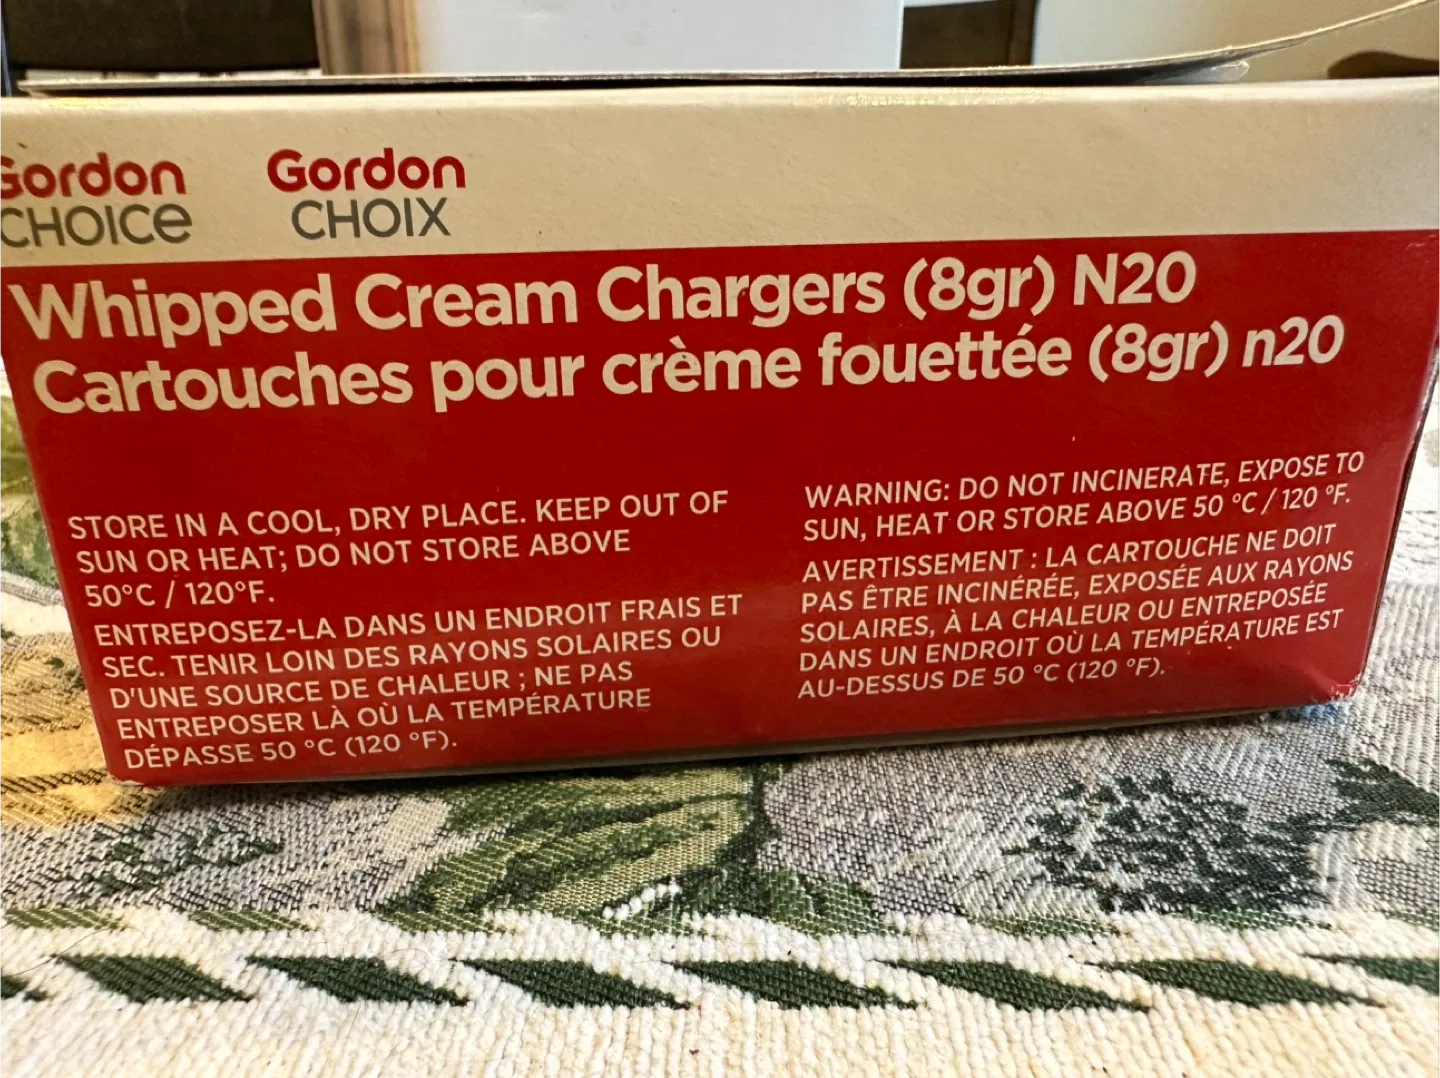 Gordon
CHOICe
Gordon
CHOIX
Whipped Cream Chargers (8gr) N20
Cartouches pour crème fouettée (8gr) n20
STORE IN A COOL, DRY PLACE. KEEP OUT OF
SUN OR HEAT; DO NOT STORE ABOVE
50°C / 120°F.
ENTREPOSEZ-LA DANS UN ENDROIT FRAIS ET
SEC. TENIR LOIN DES RAYONS SOLAIRES OU
D'UNE SOURCE DE CHALEUR ; NE PAS
ENTREPOSER LÀ OÙ LA TEMPÉRATURE
DÉPASSE 50 °C (120 °F).
WARNING: DO NOT INCINERATE, EXPOSE TO
SUN, HEAT OR STORE ABOVE 50 °C / 120 °F.
AVERTISSEMENT : LA CARTOUCHE NE DOIT
PAS ÊTRE INCINÉRÉE, EXPOSÉE AUX RAYONS
SOLAIRES, À LA CHALEUR OU ENTREPOSÉE
DANS UN ENDROIT OÙ LA TEMPÉRATURE EST
AU-DESSUS DE 50 °C (120 °F).